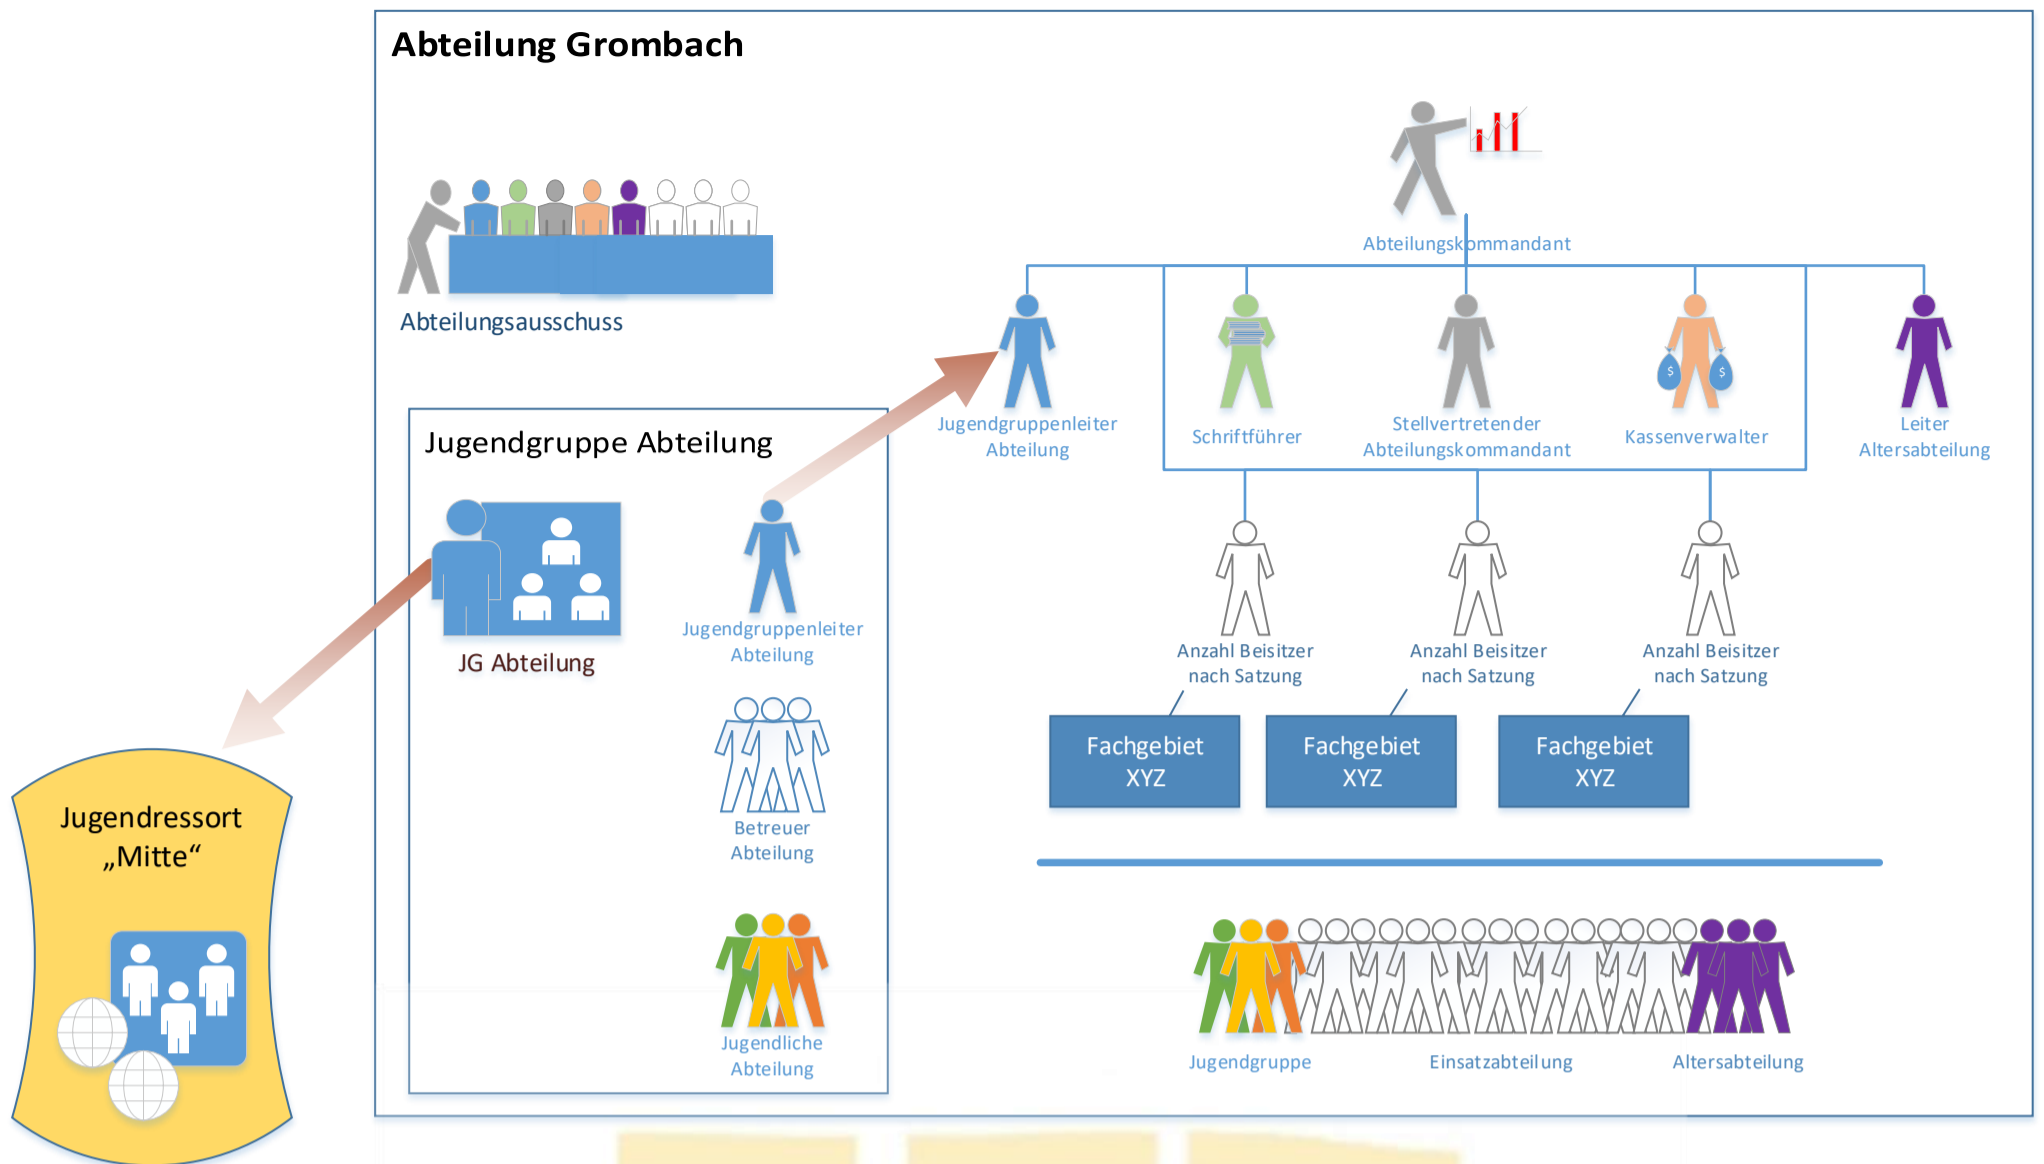 Abteilung Grombach
Abteilungsausschuss
Abteilungskommandant
Jugendgruppenleiter
Abteilung
Schriftführer
Stellvertretender
Abteilungskommandant
$
$
Kassenverwalter
Leiter
Altersabteilung
Jugendgruppe Abteilung
JG Abteilung
Jugendgruppenleiter
Abteilung
Betreuer
Abteilung
Jugendliche
Abteilung
Anzahl Beisitzer
nach Satzung
Anzahl Beisitzer
nach Satzung
Anzahl Beisitzer
nach Satzung
Fachgebiet
XYZ
Fachgebiet
XYZ
Fachgebiet
XYZ
Jugendgruppe
Einsatzabteilung
Altersabteilung
Jugendressort
„Mitte“